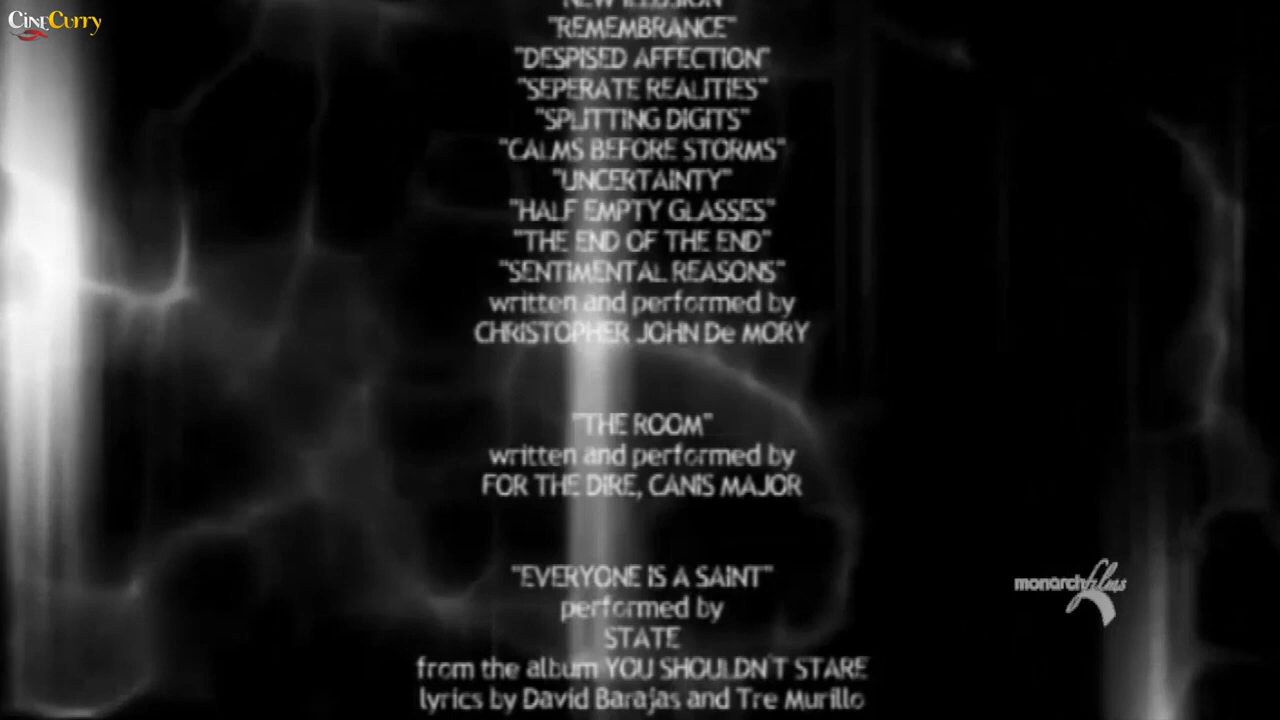 CINECURRY
NEW ILLUSION"
"REMEMBRANCE"
"DESPISED AFFECTION"
"SEPERATE REALITIES"
"SPLITTING DIGITS"
"CALMS BEFORE STORMS"
"UNCERTAINTY"
"HALF EMPTY GLASSES"
"THE END OF THE END"
"SENTIMENTAL REASONS"
written and performed by
CHRISTOPHER JOHN De MORY
"THE ROOM"
written and performed by
FOR THE DIRE, CANIS MAJOR
"EVERYONE IS A SAINT"
performed by
STATE
from the album YOU SHOULDN'T STARE
lyrics by David Barajas and Tre Murillo
monarchfilms